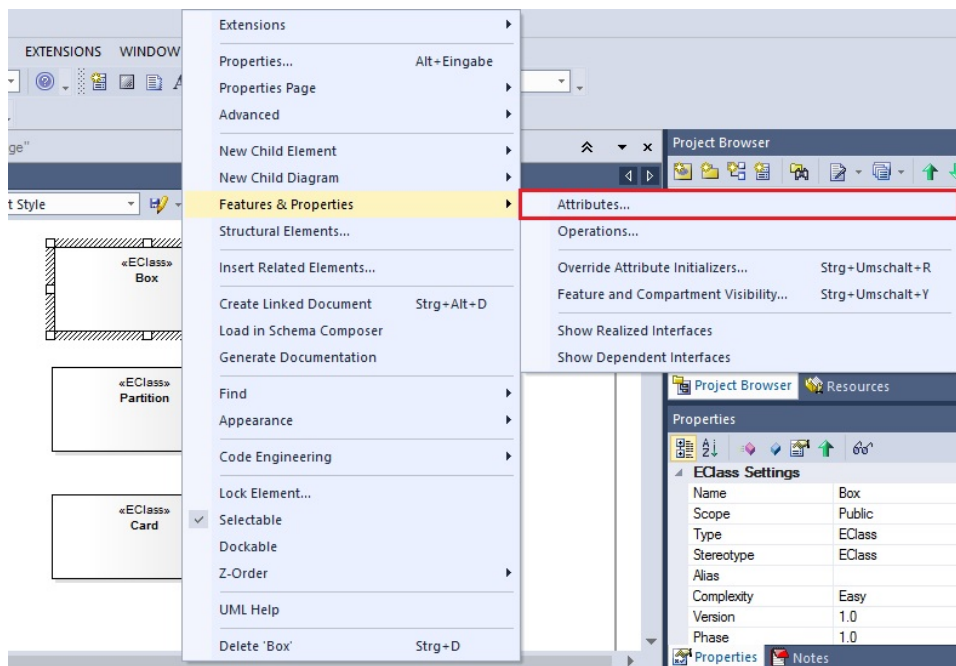 EXTENSIONS WINDOW
ge"
t Style
«EClass»
Box
«EClass»
Partition
«EClass»
Card
Extensions
Properties... Alt+Eingabe
Properties Page
Advanced
New Child Element
New Child Diagram
Features & Properties
Structural Elements...
Insert Related Elements...
Create Linked Document Strg+Alt+D
Load in Schema Composer
Generate Documentation
Find
Appearance
Code Engineering
Lock Element...
Selectable
Dockable
Z-Order
UML Help
Delete 'Box' Strg+D
Project Browser
Attributes...
Operations...
Override Attribute Initializers... Strg+Umschalt+R
Feature and Compartment Visibility... Strg+Umschalt+Y
Show Realized Interfaces
Show Dependent Interfaces
Project Browser Resources
Properties
EClass Settings
Name Box
Scope Public
Type EClass
Stereotype EClass
Alias
Complexity Easy
Version 1.0
Phase 1.0
Properties Notes